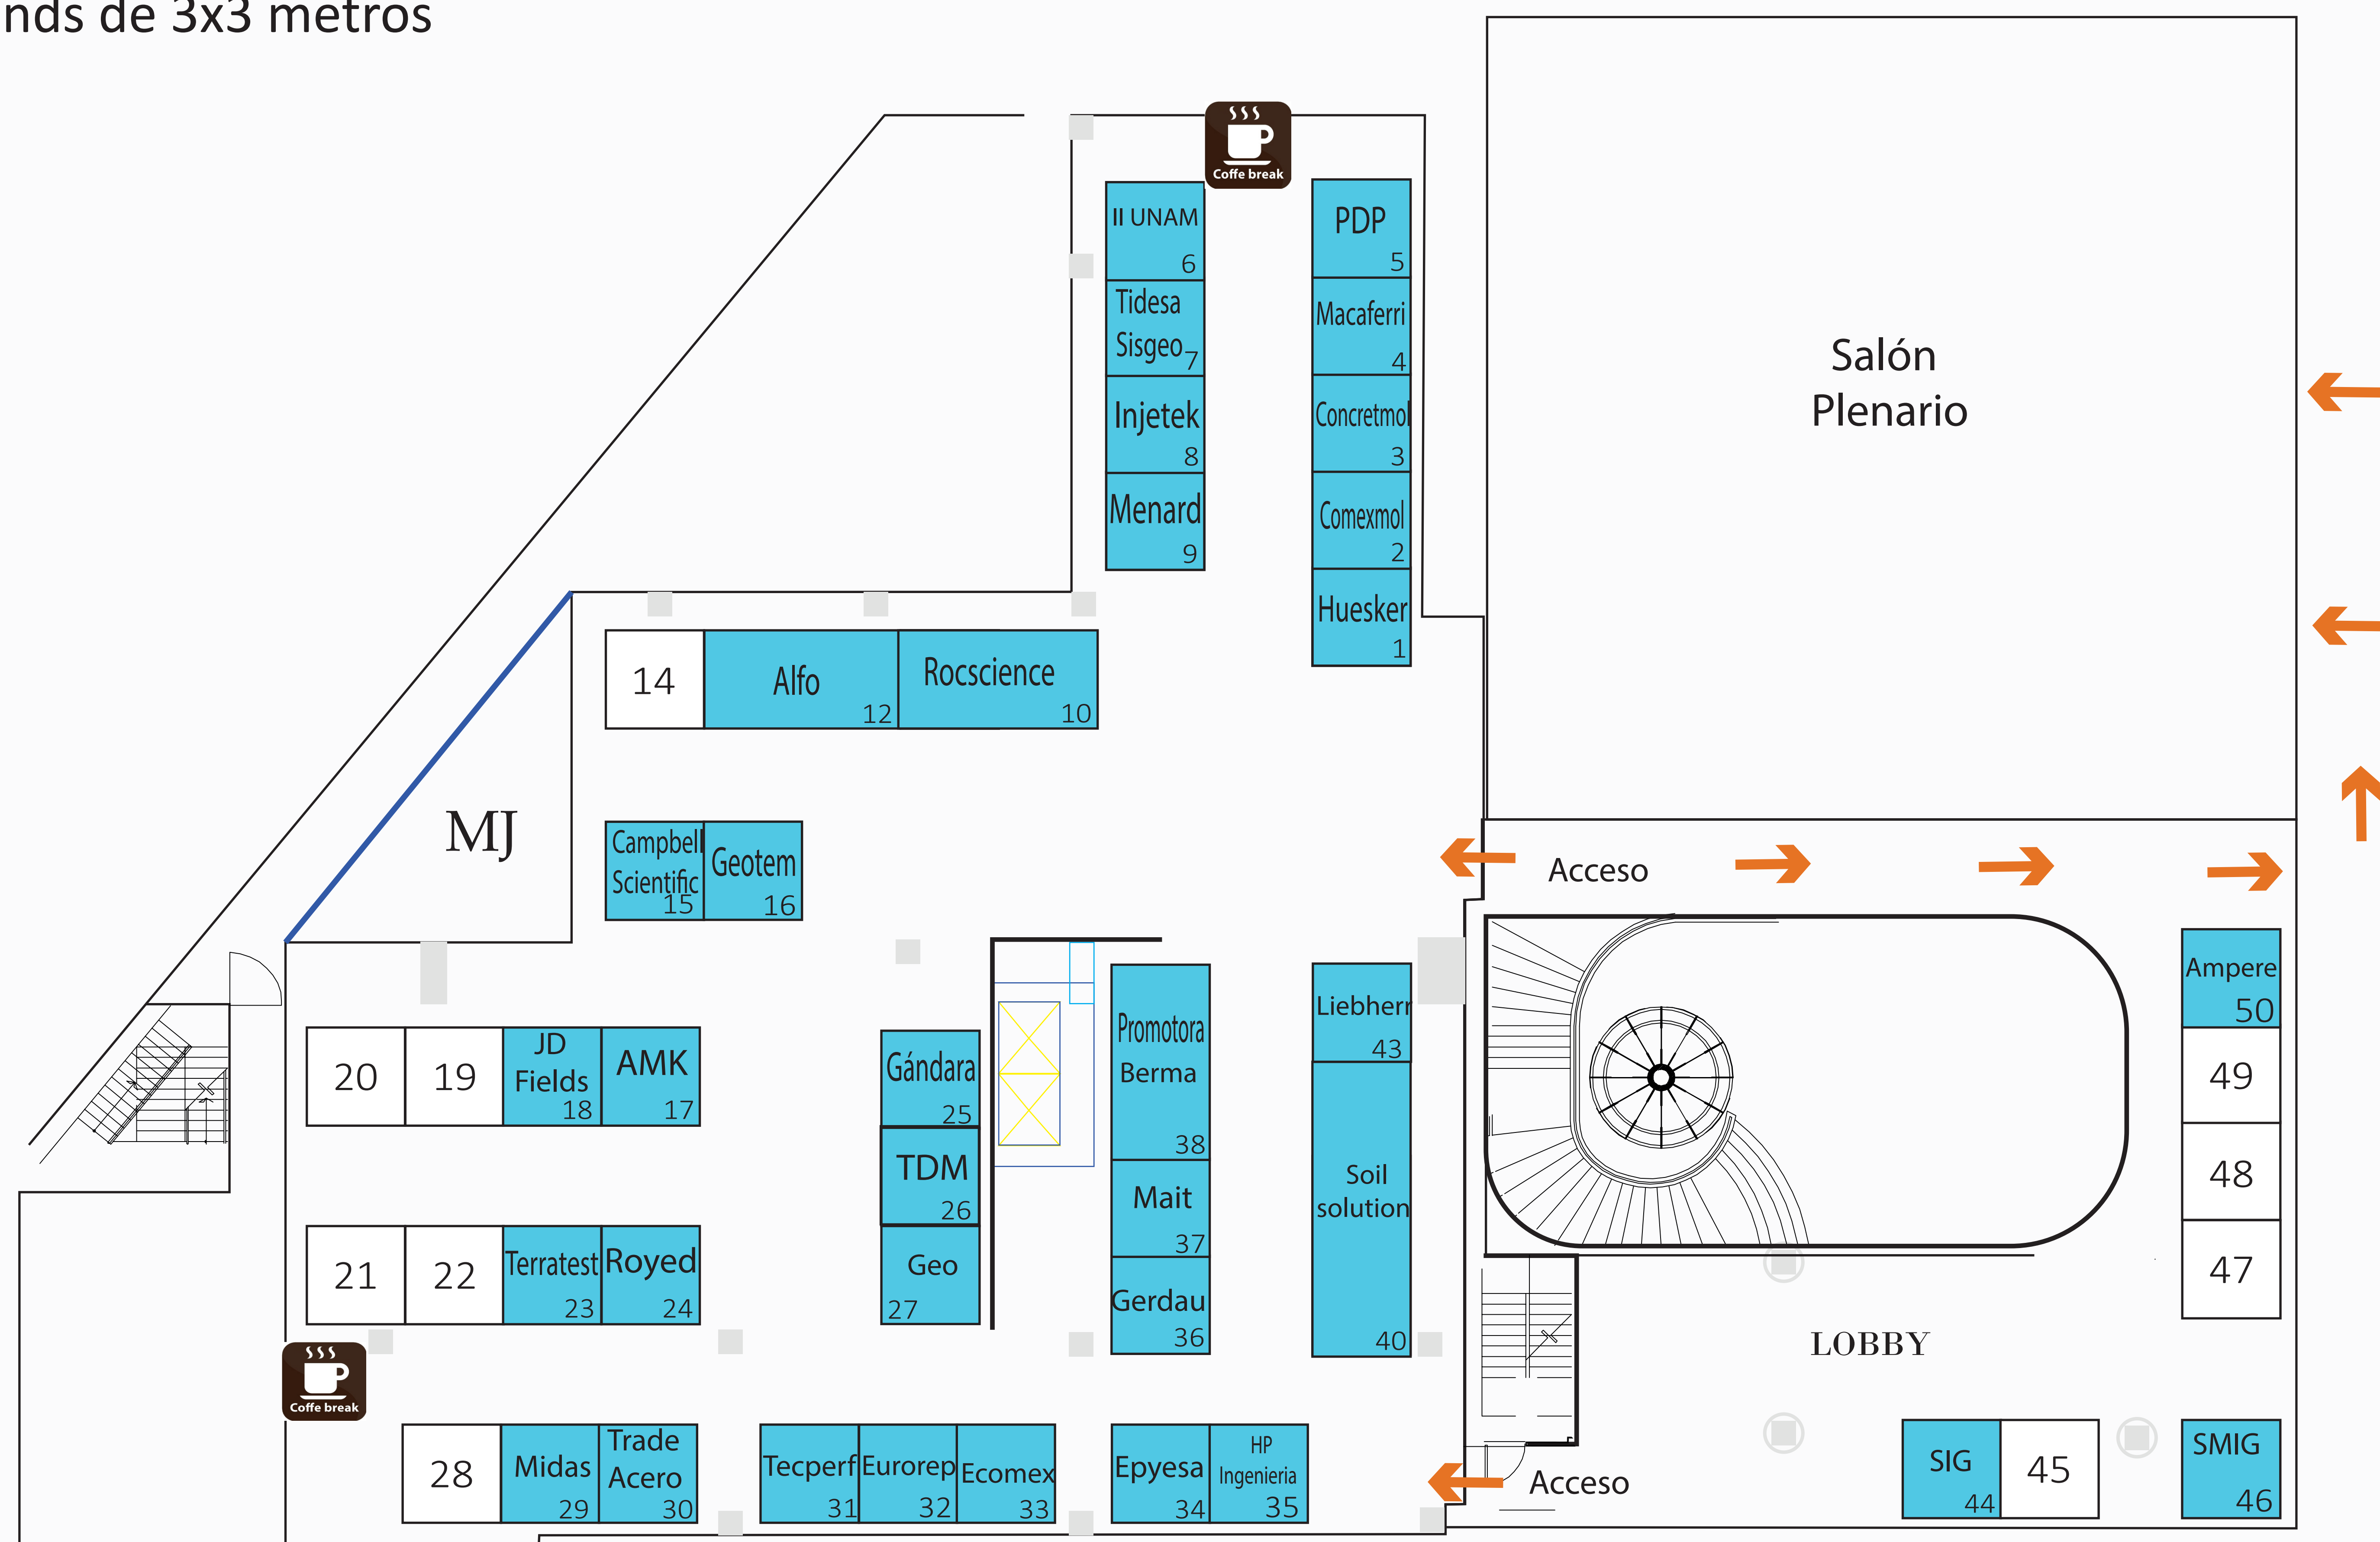 nds de 3x3 metros
Coffe break
II UNAM
6
PDP
5
Tidesa
Sisgeo
7
Macaferri
4
Injetek
8
Concretmol
3
Menard
9
Comexmol
2
Huesker
1
Salón
Plenario
14
Alfo
12
Rocscience
10
MJ
Campbell
Scientific
15
Geotem
16
Acceso
20
19
JD
Fields
18
AMK
17
Gándara
25
TDM
26
Geo
27
Promotora
Berma
38
Mait
37
Gerdau
36
Liebherr
43
Soil
solution
40
Ampere
50
49
48
47
21
22
Terratest
23
Royed
24
LOBBY
Coffe break
28
Midas
29
Trade
Acero
30
Tecperf
31
Eurorep
32
Ecomex
33
Epyesa
34
HP
Ingenieria
35
Acceso
SIG
44
45
SMIG
46